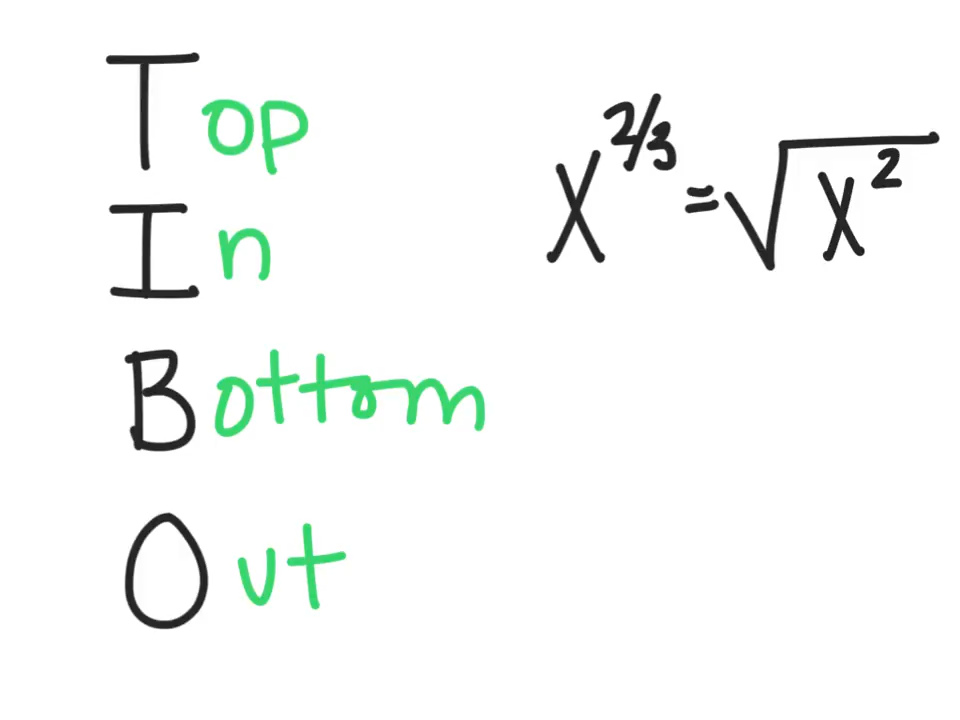 Top
In
Bottom
Out
X^{2/3} = √X^2